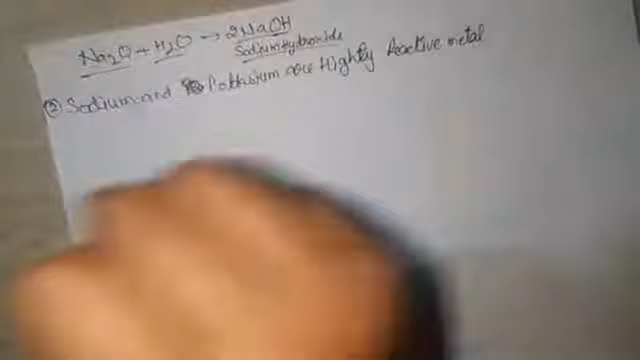 Na₂O + H₂O → 2NaOH
Sodium Hydroxide
② Sodium and Potassium are Highly Reactive metal